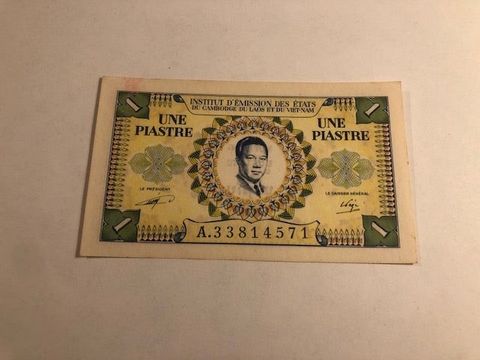 1
1
INSTITUT D'ÉMISSION DES ÉTATS
DU CAMBODGE DU LAOS ET DU VIET-NAM
UNE
PIASTRE
UNE
PIASTRE
LE PRÉSIDENT
LE CAISSIER GÉNÉRAL
A.33814571
1
1